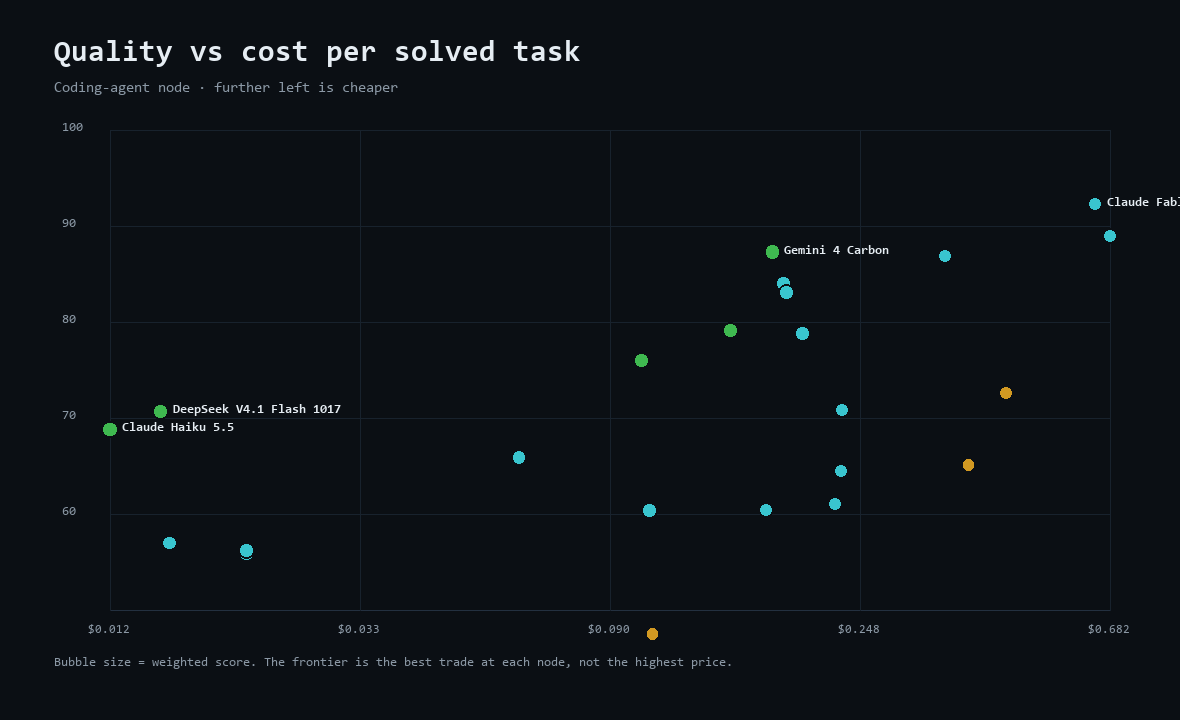 Quality vs cost per solved task
Coding-agent node · further left is cheaper
100
90
Claude Fabl
Gemini 4 Carbon
80
70
DeepSeek V4.1 Flash 1017
Claude Haiku 5.5
60
$0.012 $0.033 $0.090 $0.248 $0.682
Bubble size = weighted score. The frontier is the best trade at each node, not the highest price.